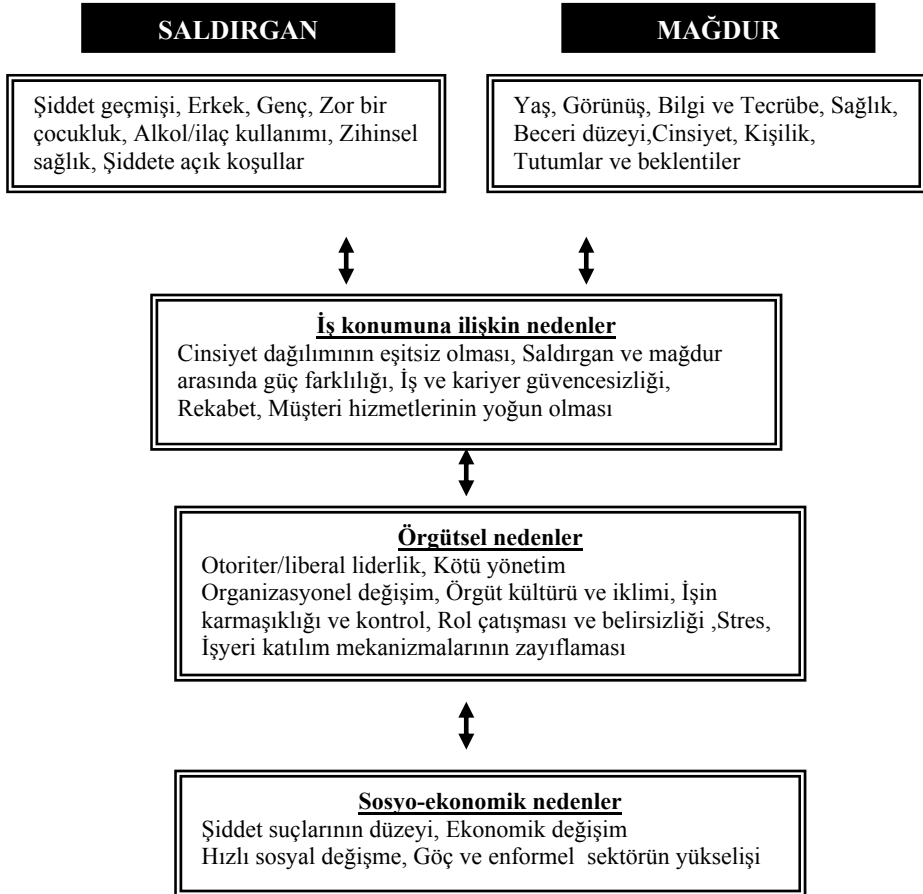 SALDIRGAN
MAĞDUR
Şiddet geçmişi, Erkek, Genç, Zor bir
çocukluk, Alkol/ilaç kullanımı, Zihinsel
sağlık, Şiddete açık koşullar
Yaş, Görünüş, Bilgi ve Tecrübe, Sağlık,
Beceri düzeyi,Cinsiyet, Kişilik,
Tutumlar ve beklentiler
İş konumuna ilişkin nedenler
Cinsiyet dağılımının eşitsiz olması, Saldırgan ve mağdur
arasında güç farklılığı, İş ve kariyer güvencesizliği,
Rekabet, Müşteri hizmetlerinin yoğun olması
Örgütsel nedenler
Otoriter/liberal liderlik, Kötü yönetim
Organizasyonel değişim, Örgüt kültürü ve iklimi, İşin
karmaşıklığı ve kontrol, Rol çatışması ve belirsizliği ,Stres,
İşyeri katılım mekanizmalarının zayıflaması
Sosyo-ekonomik nedenler
Şiddet suçlarının düzeyi, Ekonomik değişim
Hızlı sosyal değişme, Göç ve enformel sektörün yükselişi